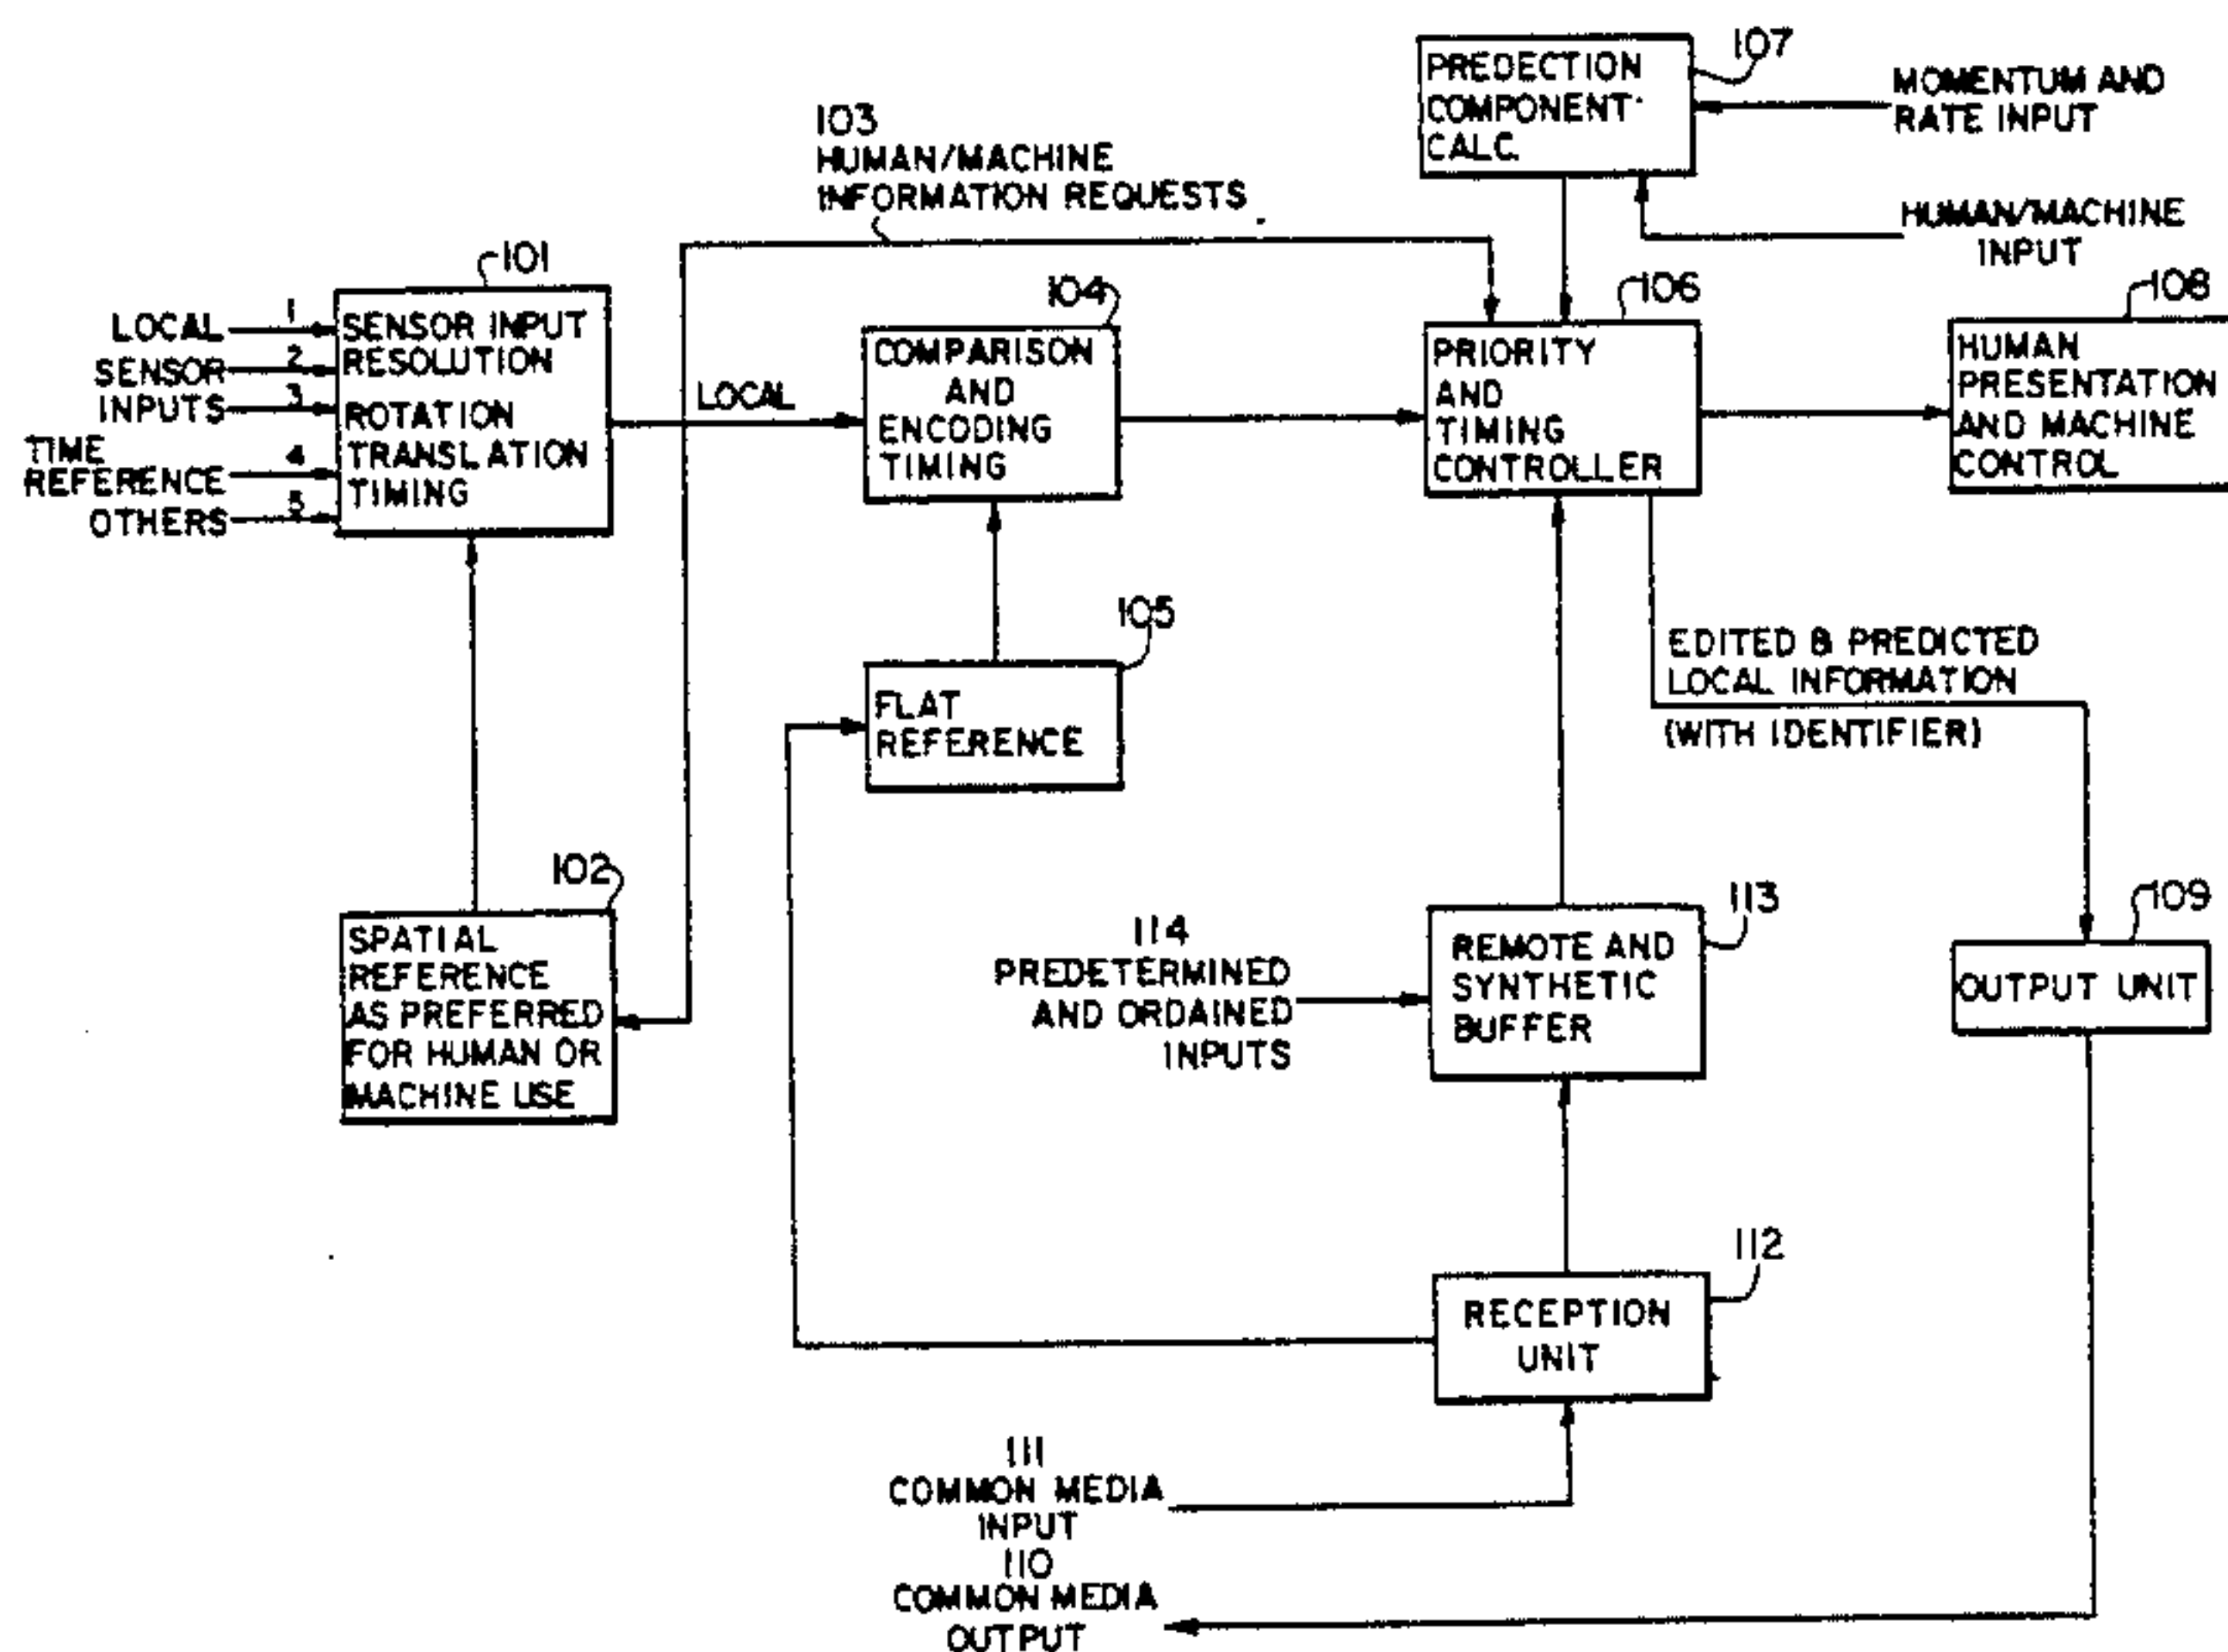 107
PREDECTION
COMPONENT
CALC.
MOMENTUM AND
RATE INPUT
103
HUMAN/MACHINE
INFORMATION REQUESTS
HUMAN/MACHINE
INPUT
101
LOCAL
SENSOR
INPUTS
TIME
REFERENCE
OTHERS
1
2
3
4
5
SENSOR INPUT
RESOLUTION
ROTATION
TRANSLATION
TIMING
LOCAL
104
COMPARISON
AND
ENCODING
TIMING
106
PRIORITY
AND
TIMING
CONTROLLER
108
HUMAN
PRESENTATION
AND MACHINE
CONTROL
105
FLAT
REFERENCE
EDITED & PREDICTED
LOCAL INFORMATION
(WITH IDENTIFIER)
102
SPATIAL
REFERENCE
AS PREFERRED
FOR HUMAN OR
MACHINE USE
114
PREDETERMINED
AND ORDAINED
INPUTS
113
REMOTE AND
SYNTHETIC
BUFFER
109
OUTPUT UNIT
112
RECEPTION
UNIT
111
COMMON MEDIA
INPUT
110
COMMON MEDIA
OUTPUT